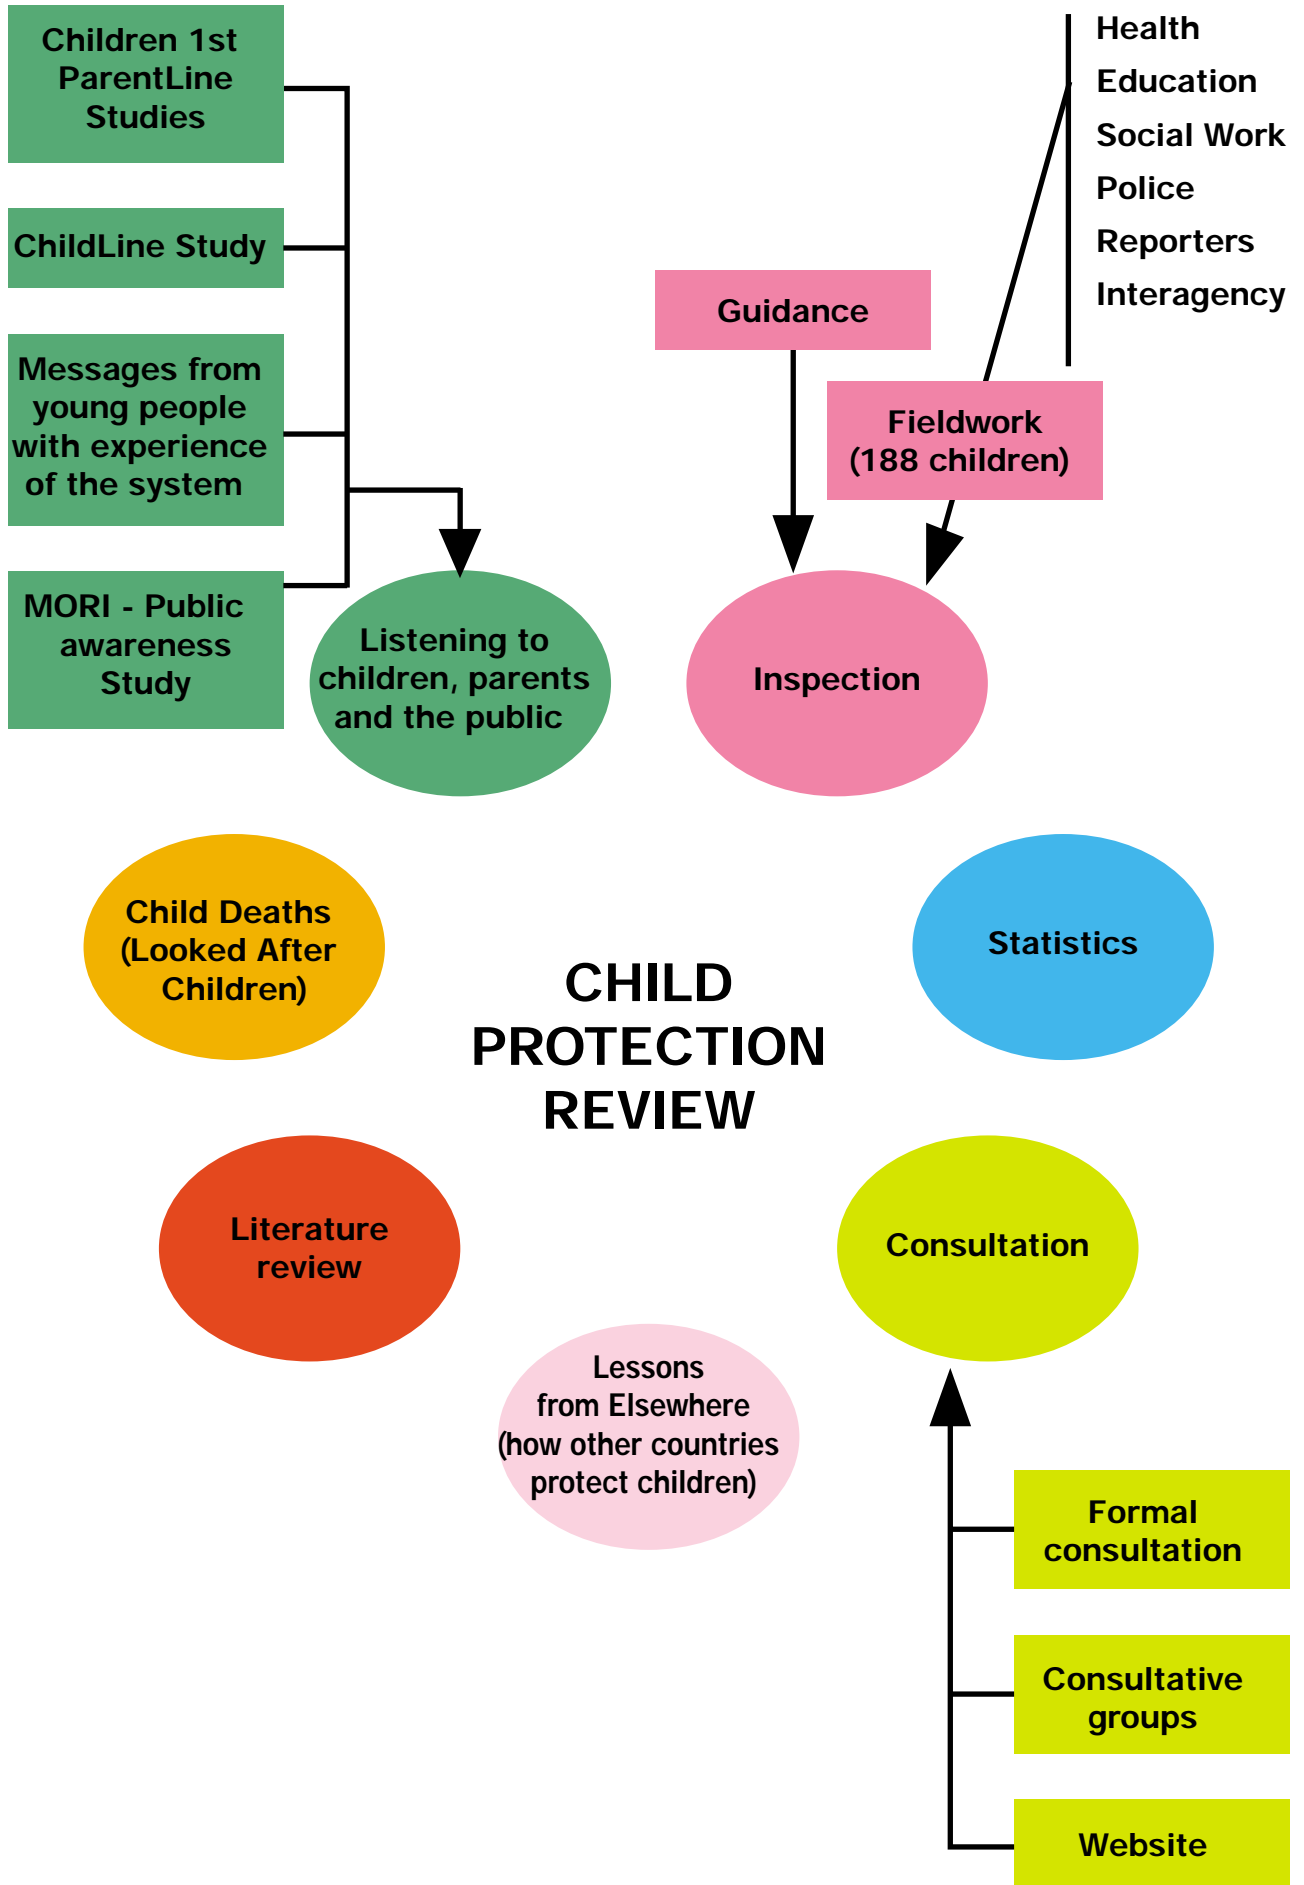 Children 1st
ParentLine
Studies
ChildLine Study
Messages from
young people
with experience
of the system
MORI - Public
awareness
Study
Listening to
children, parents
and the public
Health
Education
Social Work
Police
Reporters
Interagency
Guidance
Fieldwork
(188 children)
Inspection
Child Deaths
(Looked After
Children)
Statistics
CHILD
PROTECTION
REVIEW
Literature
review
Consultation
Lessons
from Elsewhere
(how other countries
protect children)
Formal
consultation
Consultative
groups
Website